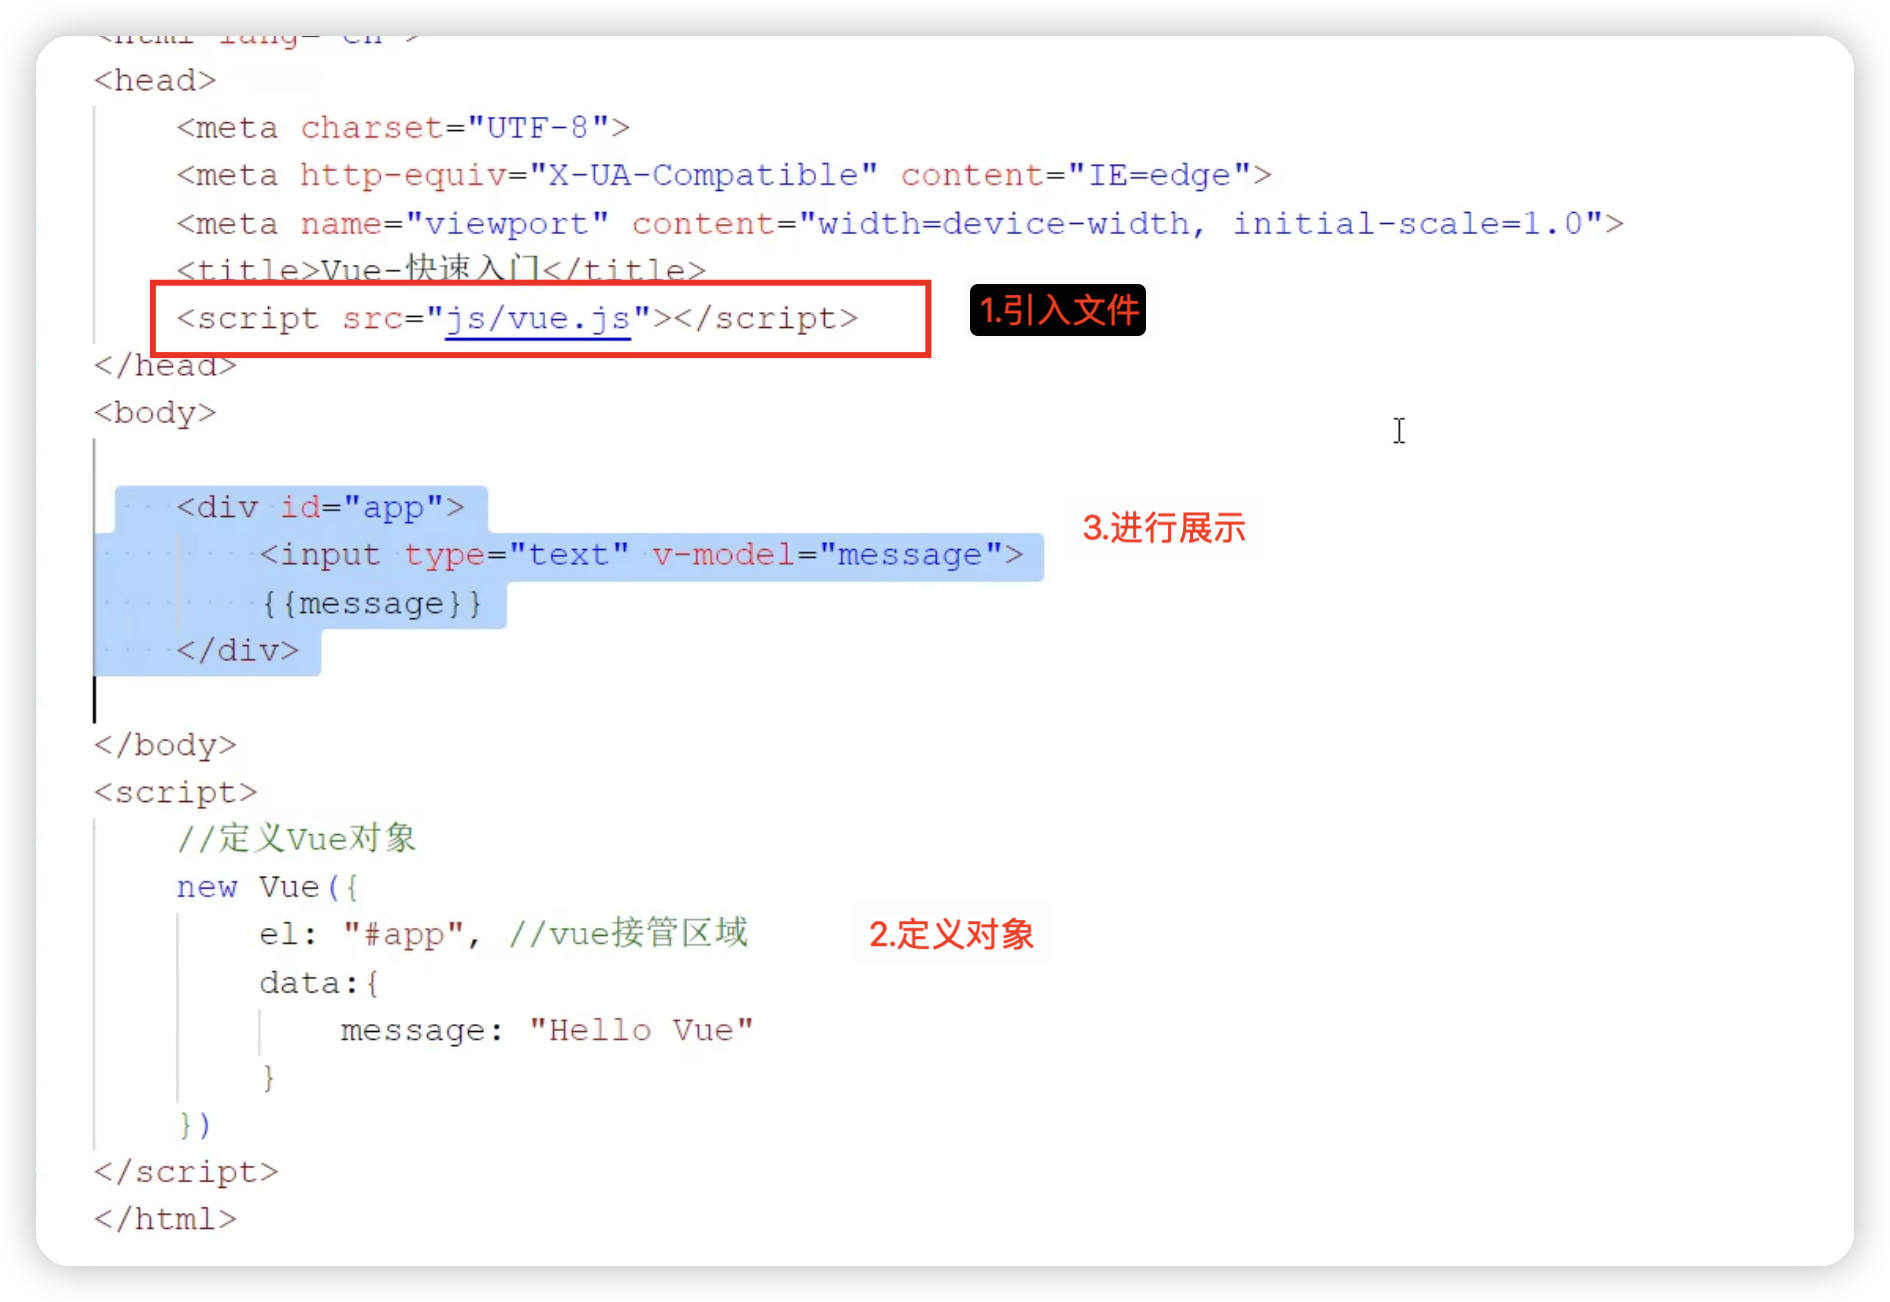 <html lang="en">
<head>
<meta charset="UTF-8">
<meta http-equiv="X-UA-Compatible" content="IE=edge">
<meta name="viewport" content="width=device-width, initial-scale=1.0">
<title>Vue-快速入门</title>
<script src="js/vue.js"></script>
1.引入文件
</head>
<body>
<div id="app">
<input type="text" v-model="message">
3.进行展示
{{message}}
</div>
</body>
<script>
//定义Vue对象
new Vue({
el: "#app", //vue接管区域
2.定义对象
data:{
message: "Hello Vue"
}
})
</script>
</html>